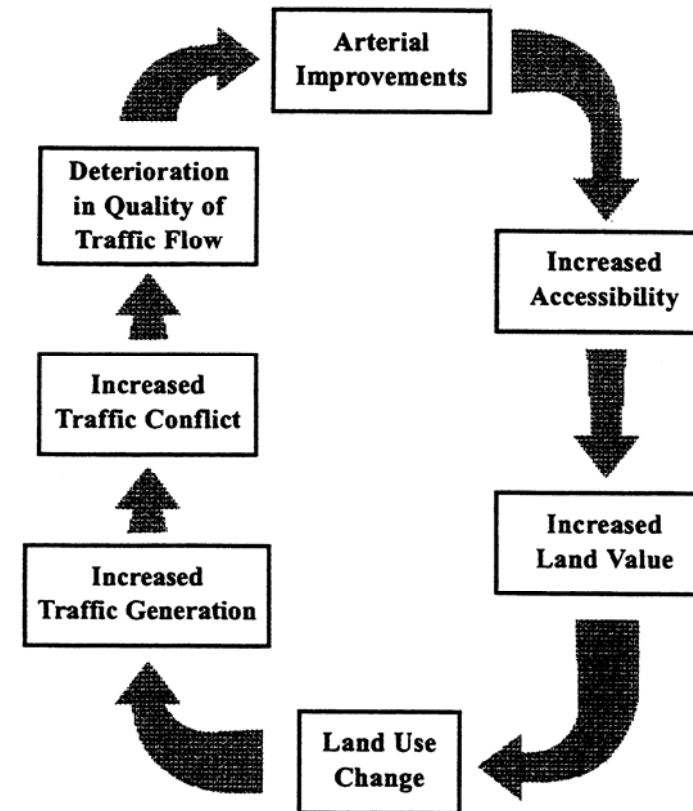 Arterial
Improvements
Increased
Accessibility
Increased
Land Value
Land Use
Change
Increased
Traffic Generation
Increased
Traffic Conflict
Deterioration
in Quality of
Traffic Flow